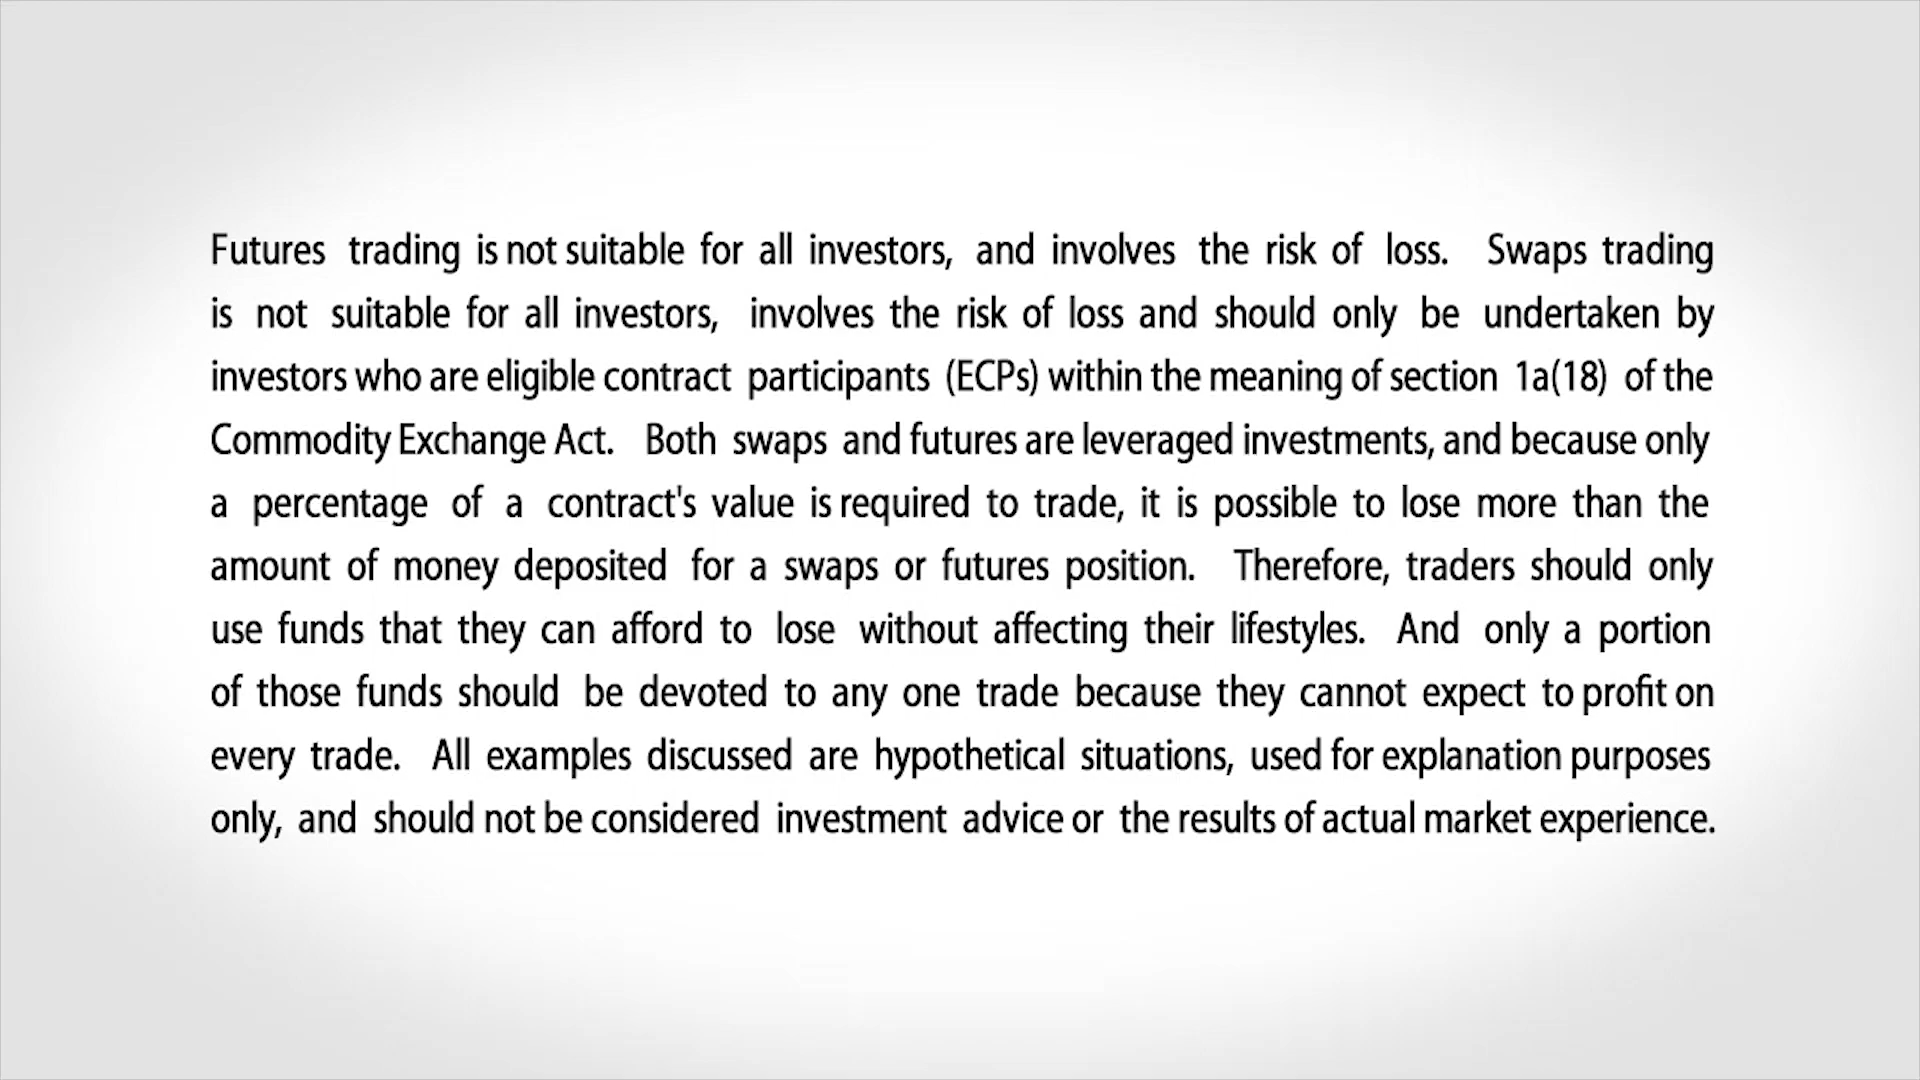 Futures trading is not suitable for all investors, and involves the risk of loss. Swaps trading
is not suitable for all investors, involves the risk of loss and should only be undertaken by
investors who are eligible contract participants (ECPs) within the meaning of section 1a(18) of the
Commodity Exchange Act. Both swaps and futures are leveraged investments, and because only
a percentage of a contract's value is required to trade, it is possible to lose more than the
amount of money deposited for a swaps or futures position. Therefore, traders should only
use funds that they can afford to lose without affecting their lifestyles. And only a portion
of those funds should be devoted to any one trade because they cannot expect to profit on
every trade. All examples discussed are hypothetical situations, used for explanation purposes
only, and should not be considered investment advice or the results of actual market experience.